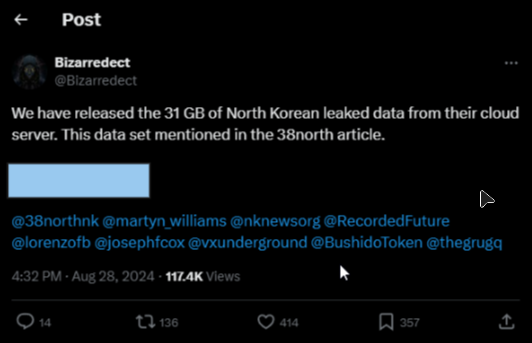 Post
Bizarredect
@Bizarredect
We have released the 31 GB of North Korean leaked data from their cloud
server. This data set mentioned in the 38north article.
@38northnk @martyn_williams @nknewsorg @RecordedFuture
@lorenzofb @josephfcox @vxunderground @BushidoToken @thegrugq
4:32 PM · Aug 28, 2024 · 117.4K Views
14 136 414 357